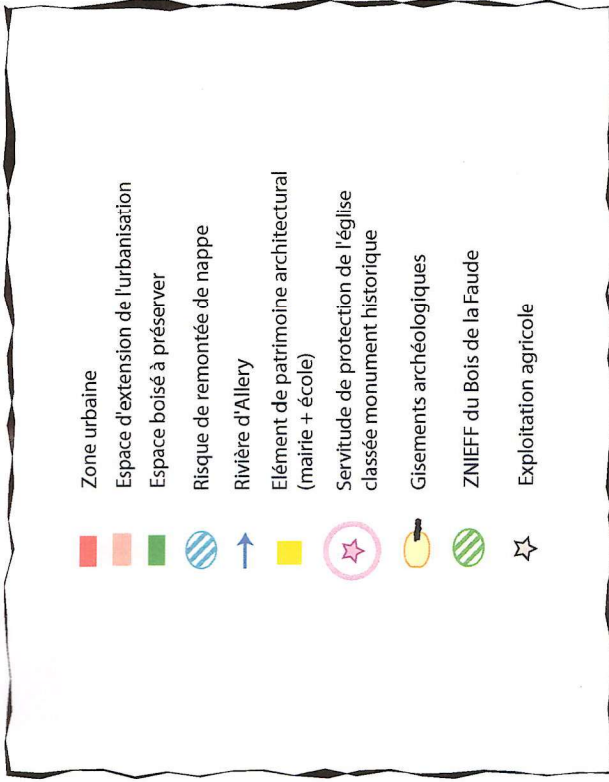 Zone urbaine
Espace d'extension de l'urbanisation
Espace boisé à préserver
Risque de remontée de nappe
Rivière d'Allery
Elément de patrimoine architectural
(mairie + école)
Servitude de protection de l'église
classée monument historique
Gisements archéologiques
ZNIEFF du Bois de la Faude
Exploitation agricole